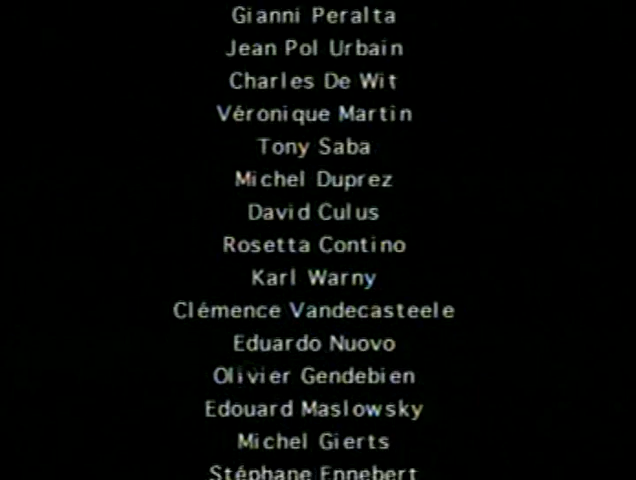 Gianni Peralta
Jean Pol Urbain
Charles De Wit
Véronique Martin
Tony Saba
Michel Duprez
David Culus
Rosetta Contino
Karl Warny
Clémence Vandecasteele
Eduardo Nuovo
Olivier Gendebien
Edouard Maslowsky
Michel Gierts
Stéphane Ennebert